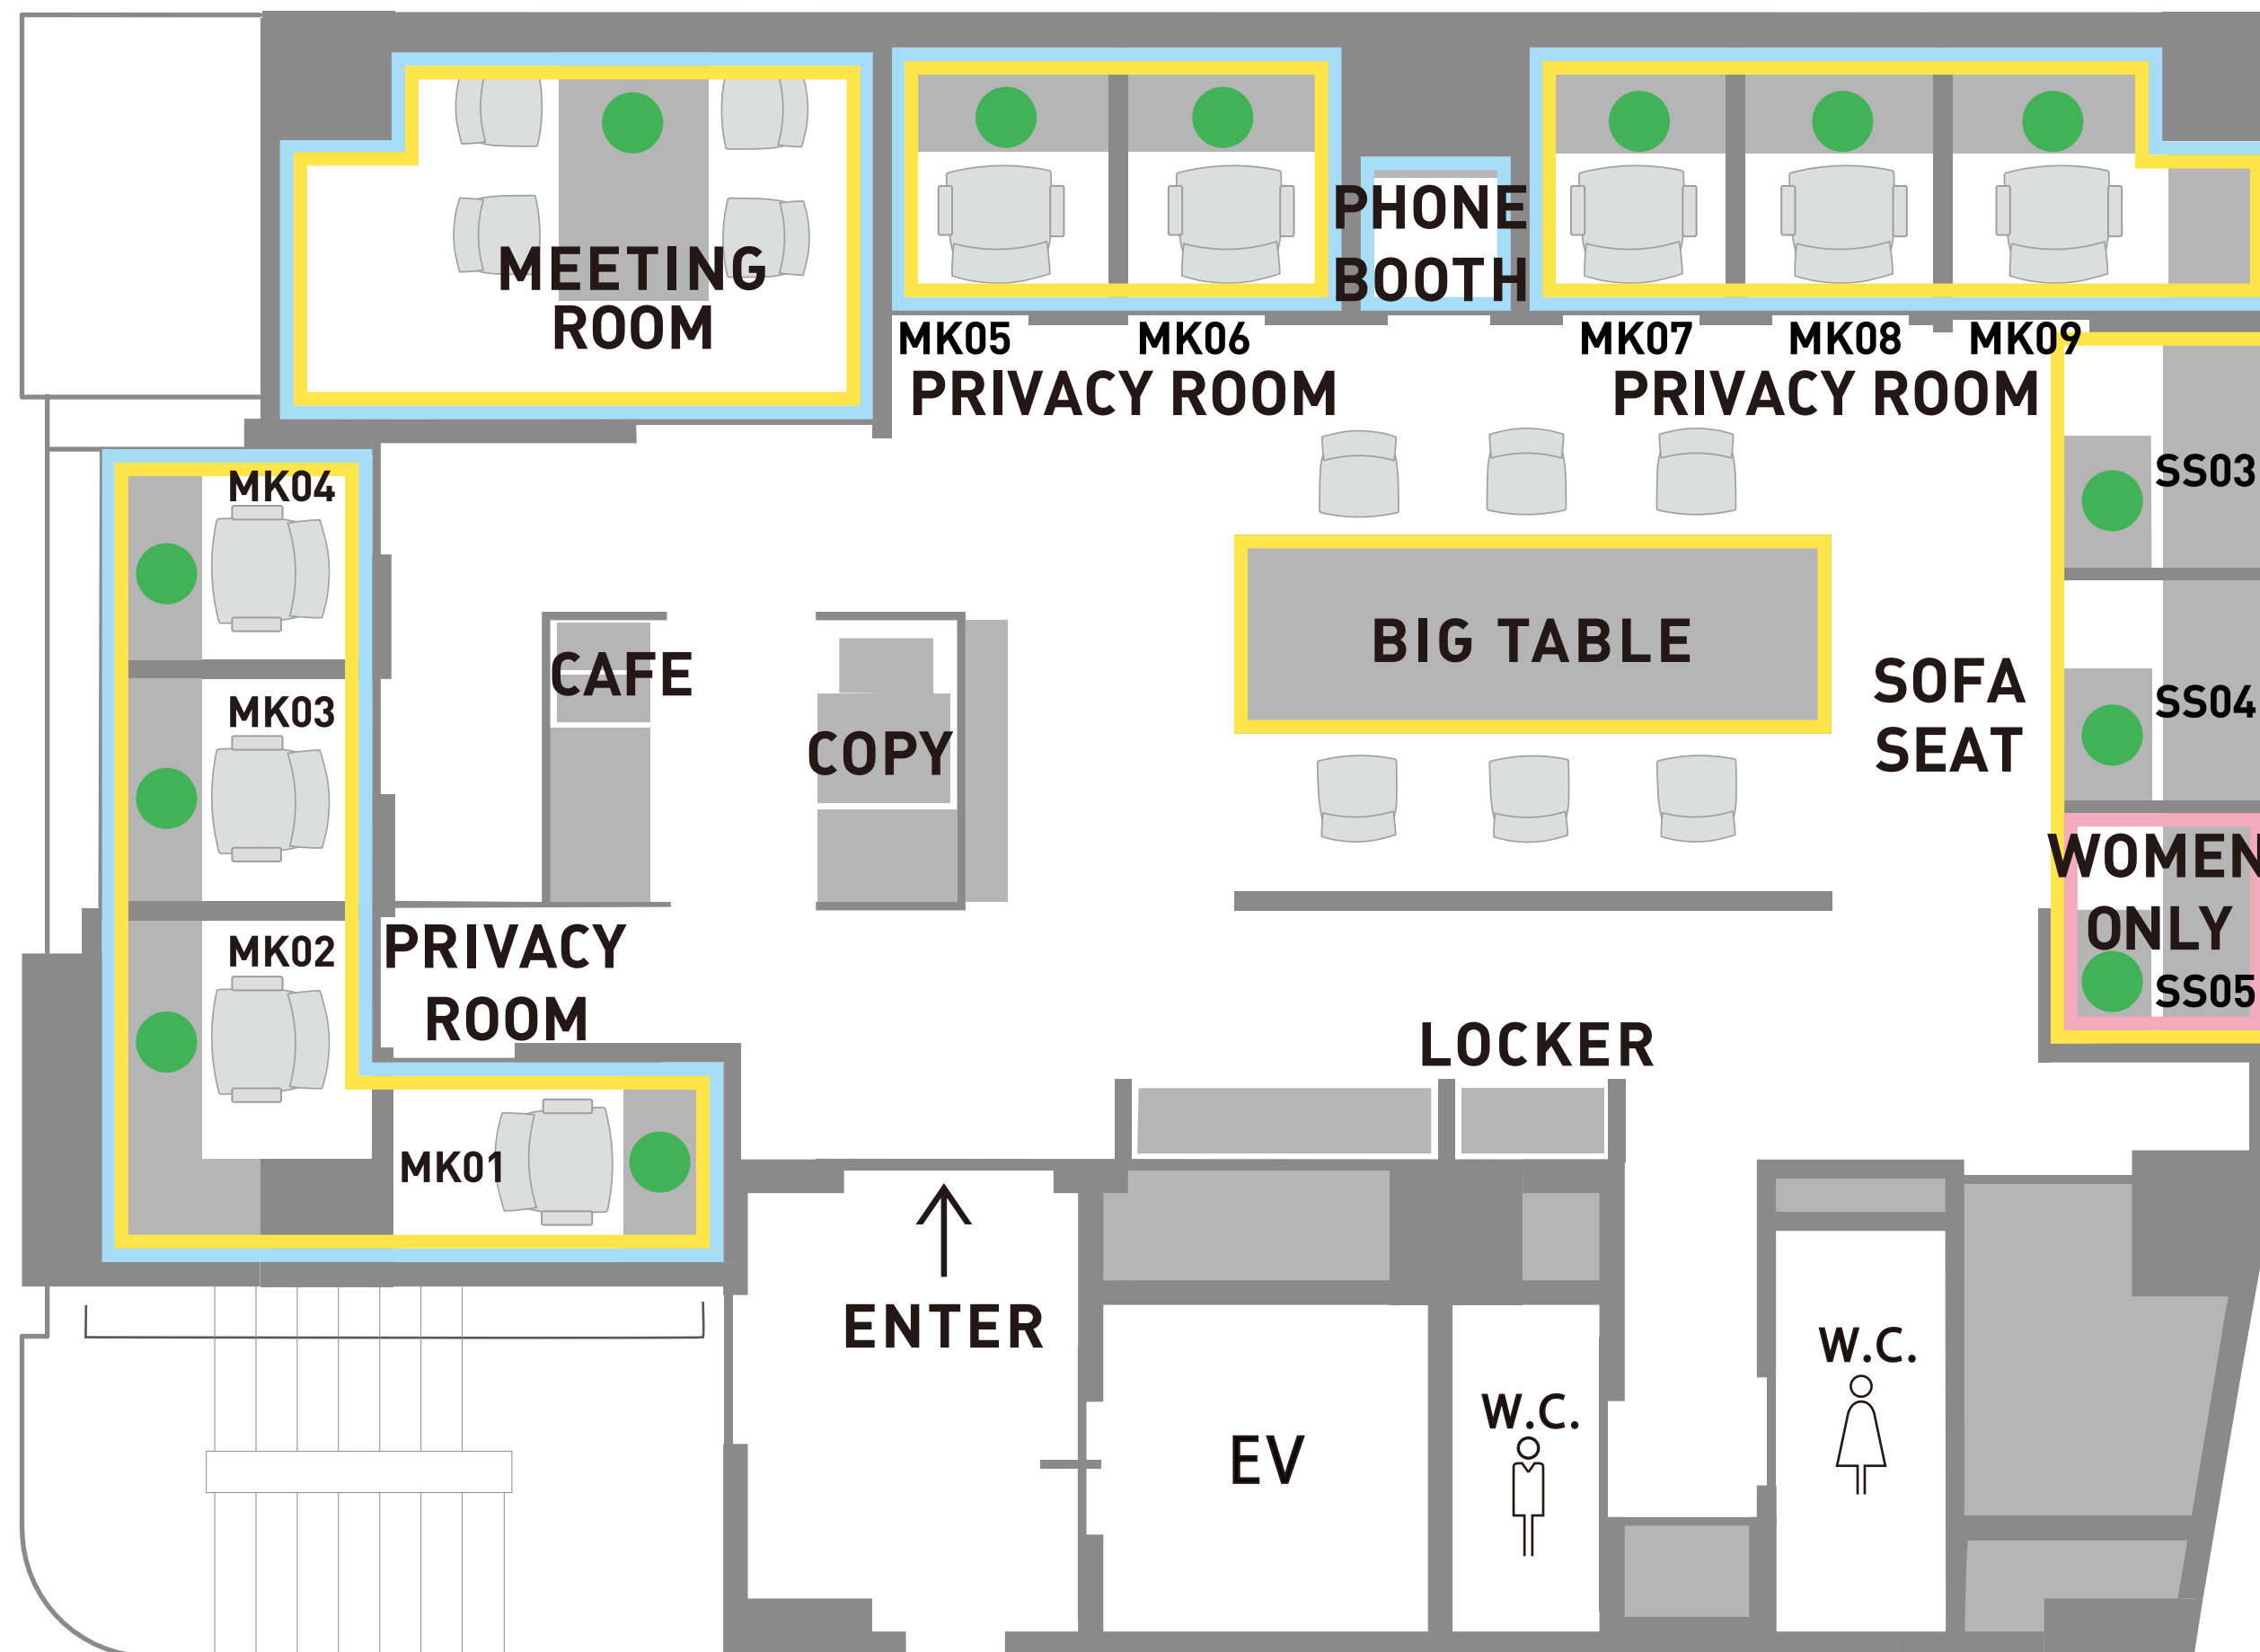 MEETING
ROOM
PHONE
BOOTH
MK05
MK06
MK07
MK08
MK09
PRIVACY ROOM
PRIVACY ROOM
MK04
SS03
BIG TABLE
CAFE
COPY
SOFA
SEAT
MK03
SS04
WOMEN
ONLY
SS05
MK02
PRIVACY
ROOM
LOCKER
MK01
ENTER
EV
W.C.
W.C.